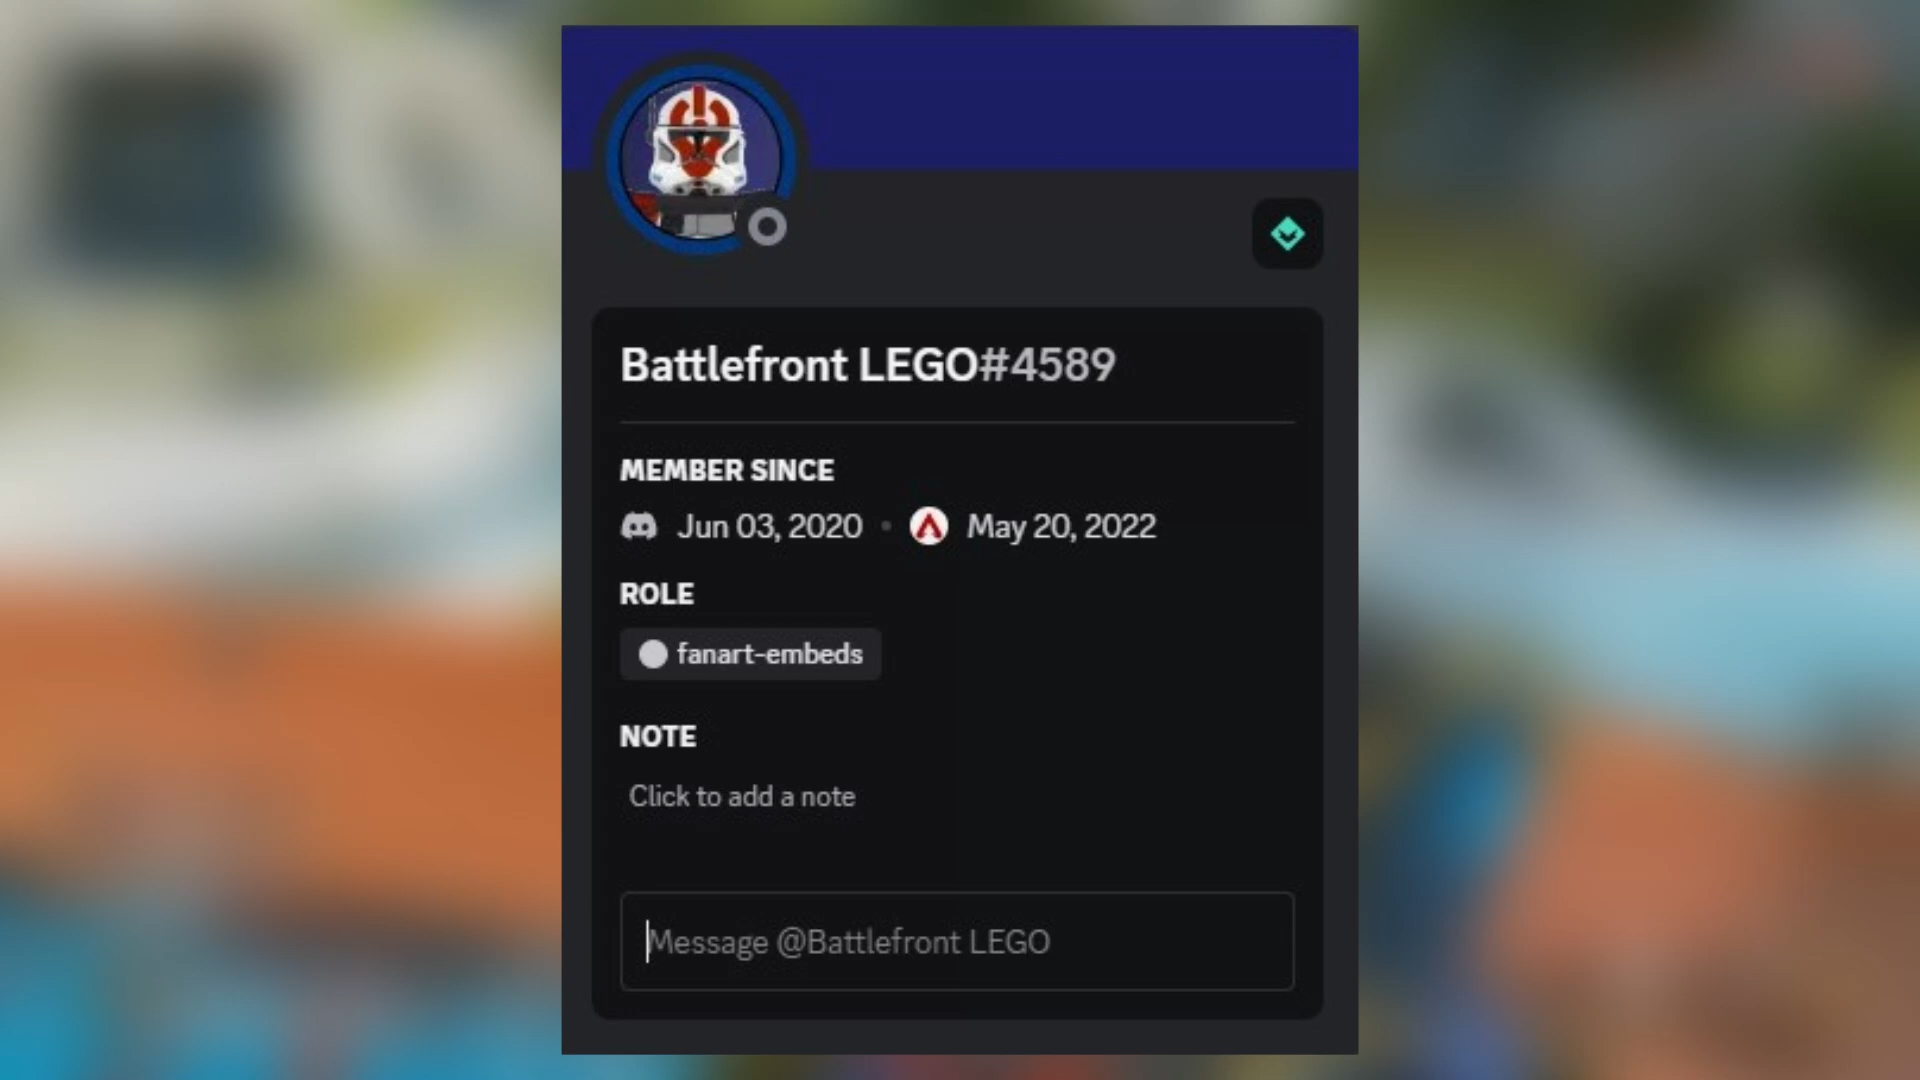 Battlefront LEGO#4589
MEMBER SINCE
Jun 03, 2020 • May 20, 2022
ROLE
fanart-embeds
NOTE
Click to add a note
Message @Battlefront LEGO